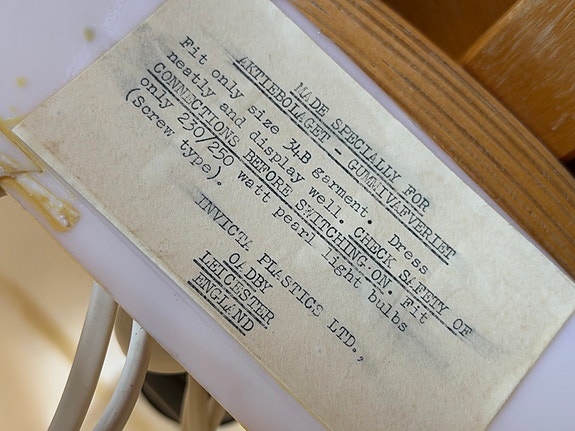 MADE SPECIALLY FOR
AKTIEBOLAGET - GUMMIVAFVERIET
Fit only size 34B garment. Dress
neatly and display well. CHECK SAFETY OF
CONNECTIONS BEFORE SWITCHING ON. Fit
only 230/250 watt pearl light bulbs
(Screw type).
INVICTA PLASTICS LTD.,
OADBY
LEICESTER
ENGLAND